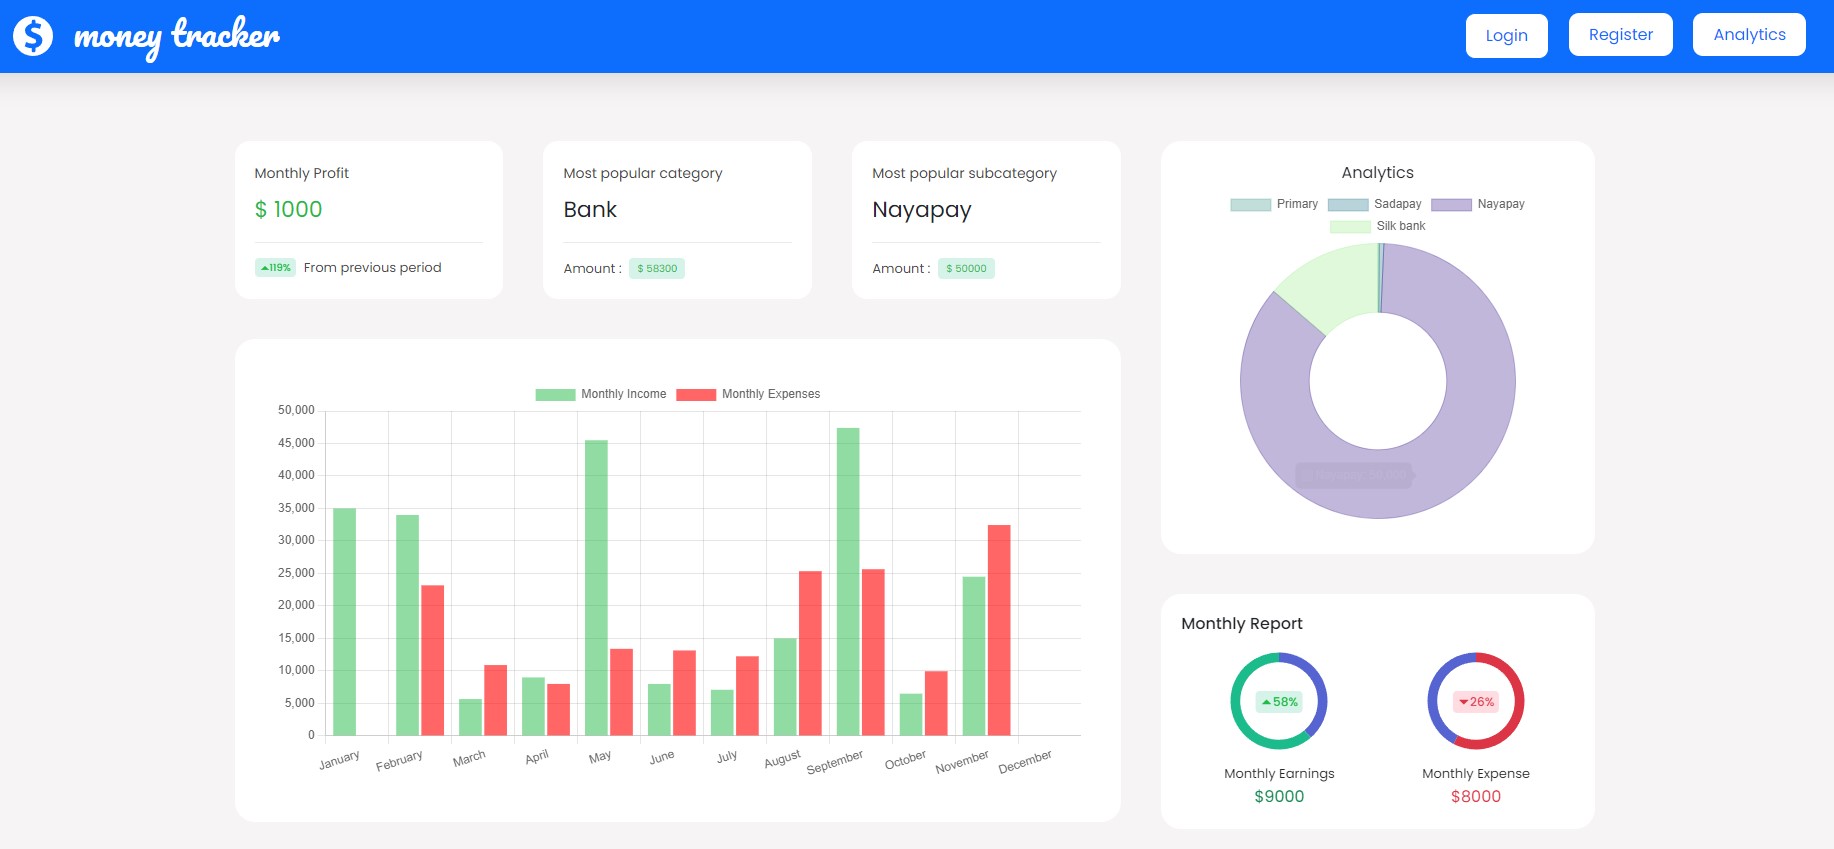 money tracker
Login
Register
Analytics
Monthly Profit
$ 1000
119%
From previous period
Most popular category
Bank
Amount :
$ 58300
Most popular subcategory
Nayapay
Amount :
$ 50000
Analytics
Primary
Sadapay
Nayapay
Silk bank
Monthly Income
Monthly Expenses
50,000
45,000
40,000
35,000
30,000
25,000
20,000
15,000
10,000
5,000
0
January
February
March
April
May
June
July
August
September
October
November
December
Monthly Report
58%
Monthly Earnings
$9000
26%
Monthly Expense
$8000